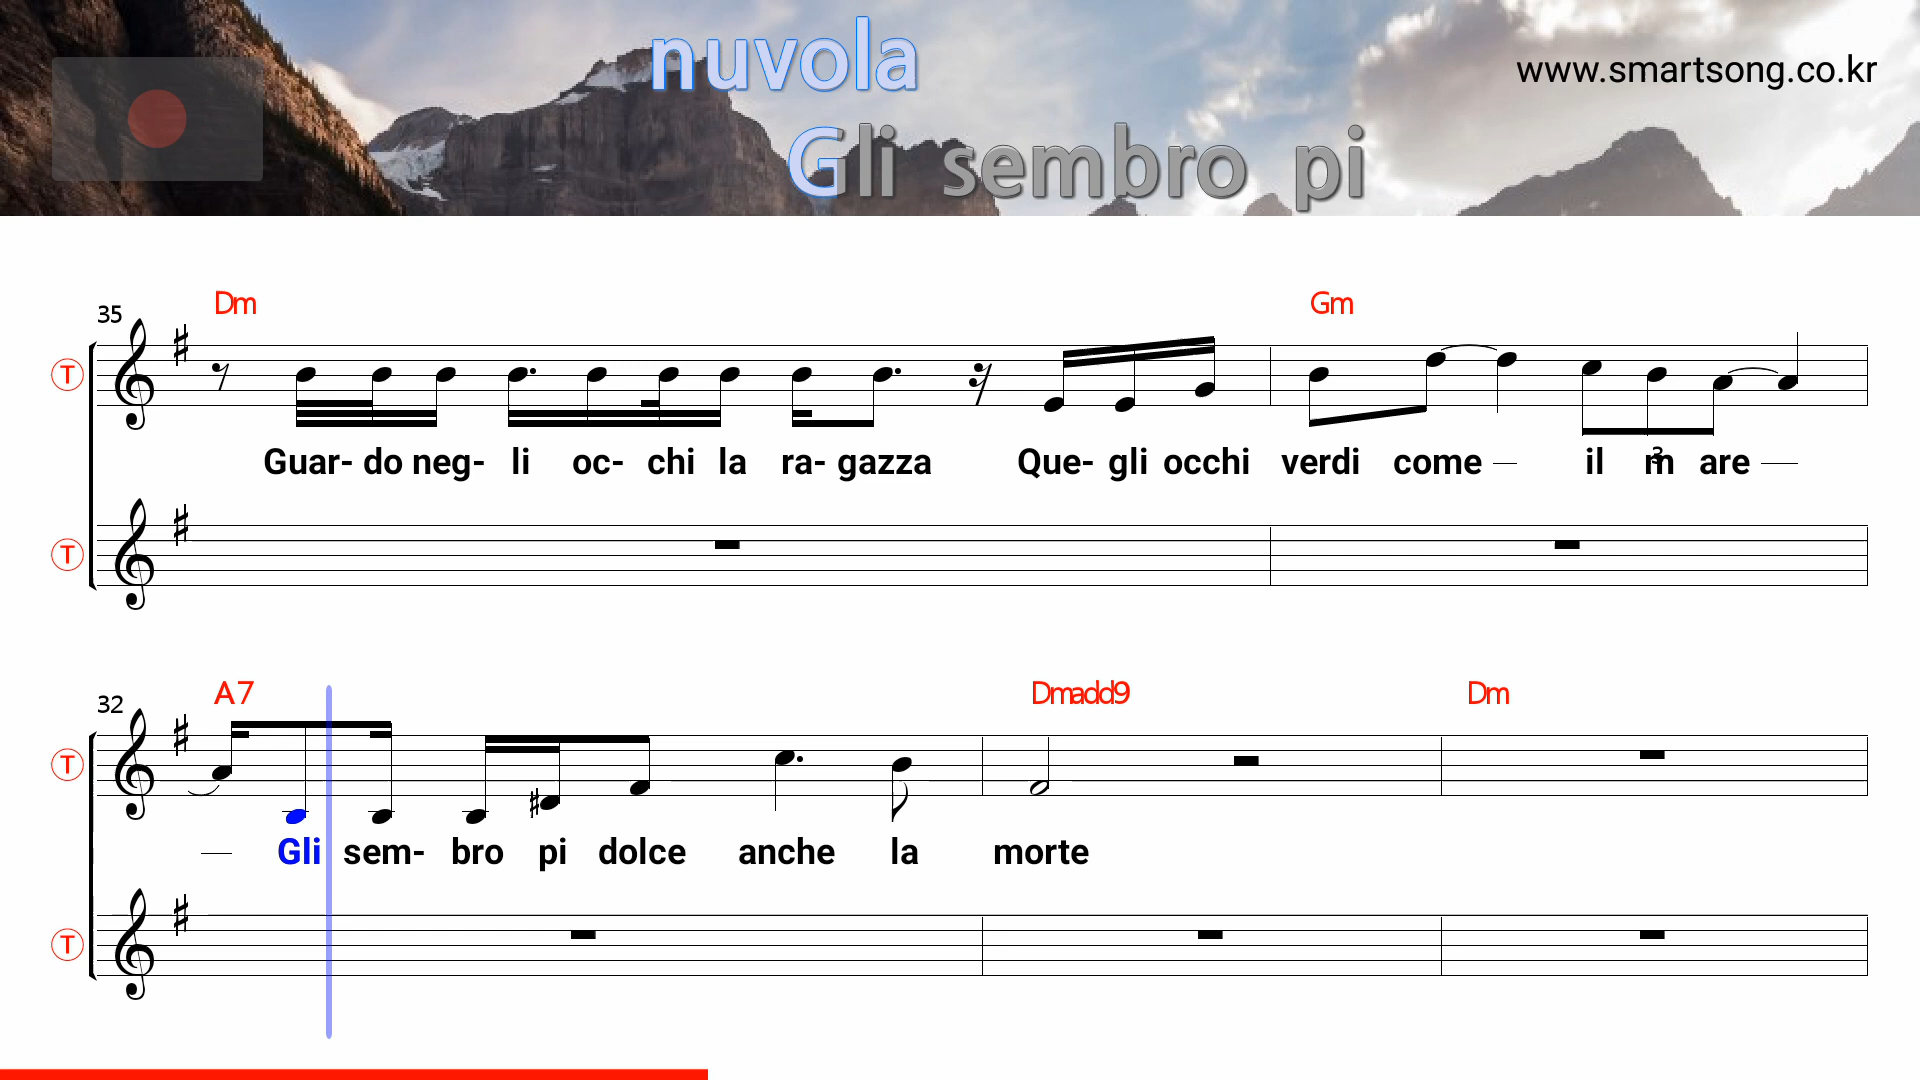 nuvola
www.smartsong.co.kr
Gli sembro pi
Dm Gm
35
T
Guar- do neg- li oc- chi la ra- gazza Que- gli occhi verdi come il m are
3
T
A7 Dmadd9 Dm
32
T
Gli sem- bro pi dolce anche la morte
T